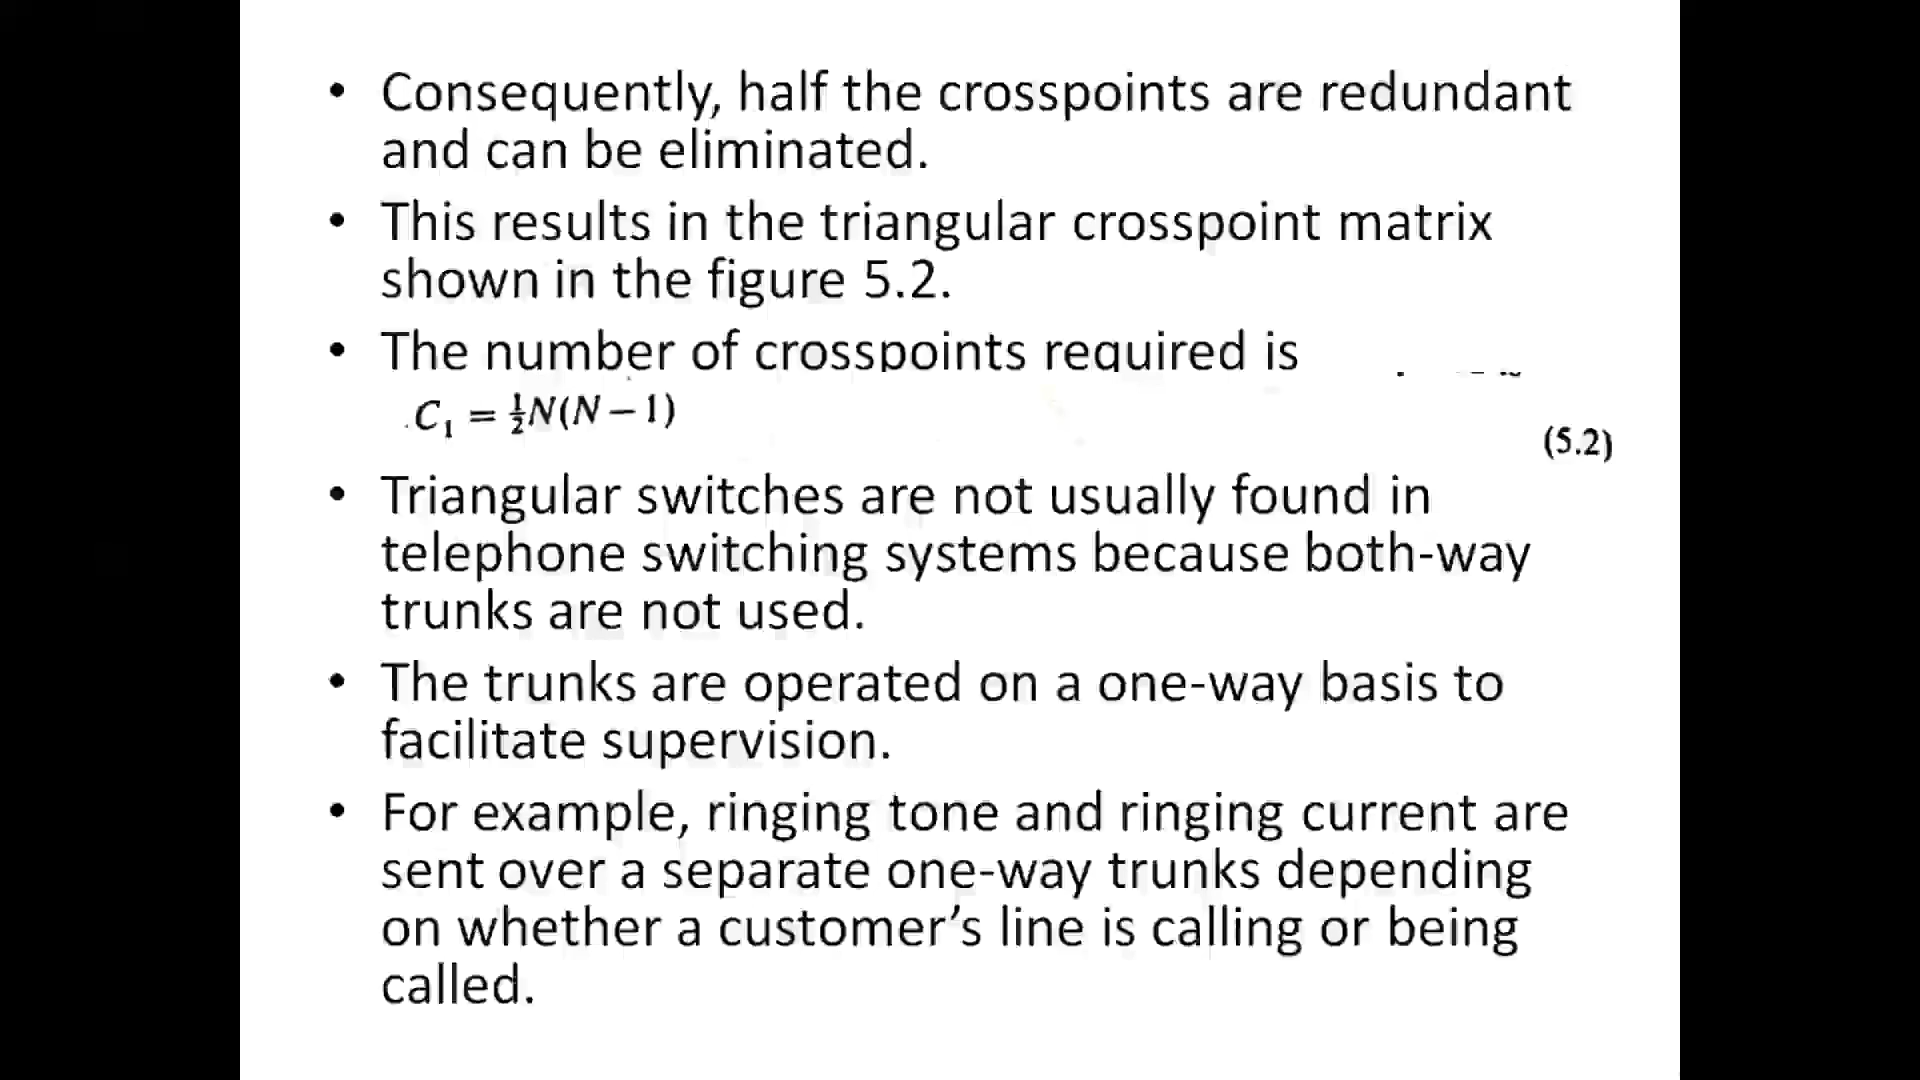 • Consequently, half the crosspoints are redundant
and can be eliminated.
• This results in the triangular crosspoint matrix
shown in the figure 5.2.
• The number of crosspoints required is
C₁ = ½N(N – 1)
(5.2)
• Triangular switches are not usually found in
telephone switching systems because both-way
trunks are not used.
• The trunks are operated on a one-way basis to
facilitate supervision.
• For example, ringing tone and ringing current are
sent over a separate one-way trunks depending
on whether a customer’s line is calling or being
called.